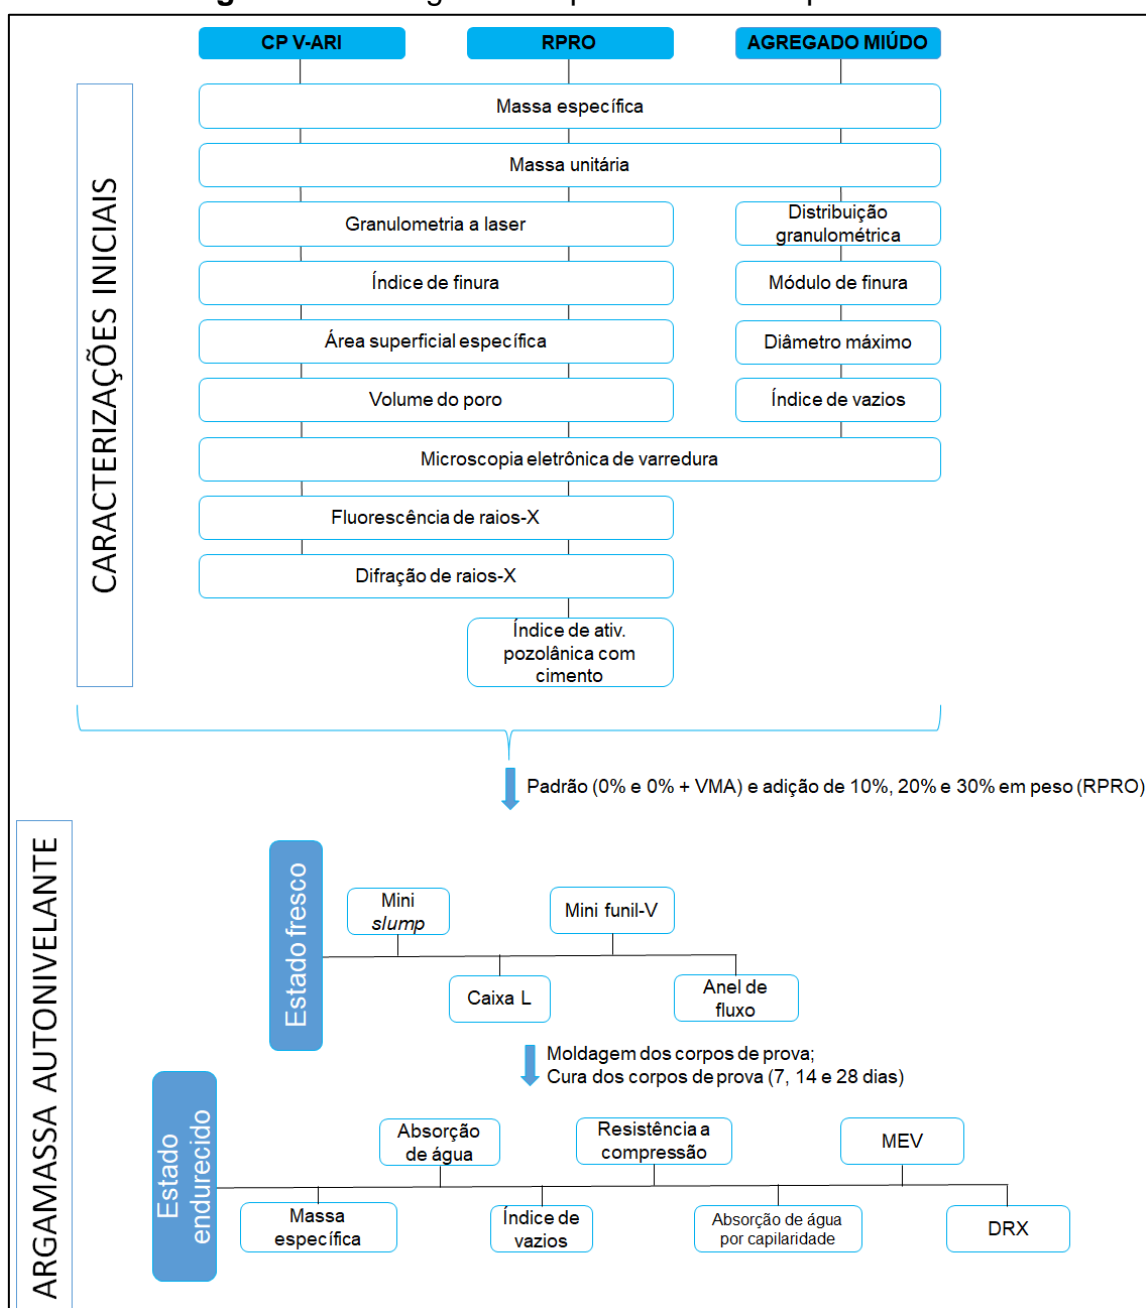 CP V-ARI
RPRO
AGREGADO MIÚDO
CARACTERIZAÇÕES INICIAIS
Massa específica
Massa unitária
Granulometria a laser
Distribuição
granulométrica
Índice de finura
Módulo de finura
Área superficial específica
Diâmetro máximo
Volume do poro
Índice de vazios
Microscopia eletrônica de varredura
Fluorescência de raios-X
Difração de raios-X
Índice de ativ.
pozolânica com
cimento
Padrão (0% e 0% + VMA) e adição de 10%, 20% e 30% em peso (RPRO)
ARGAMASSA AUTONIVELANTE
Estado fresco
Mini
slump
Mini funil-V
Caixa L
Anel de
fluxo
Moldagem dos corpos de prova;
Cura dos corpos de prova (7, 14 e 28 dias)
Estado
endurecido
Absorção
de água
Resistência a
compressão
MEV
Massa
específica
Índice de
vazios
Absorção de água
por capilaridade
DRX